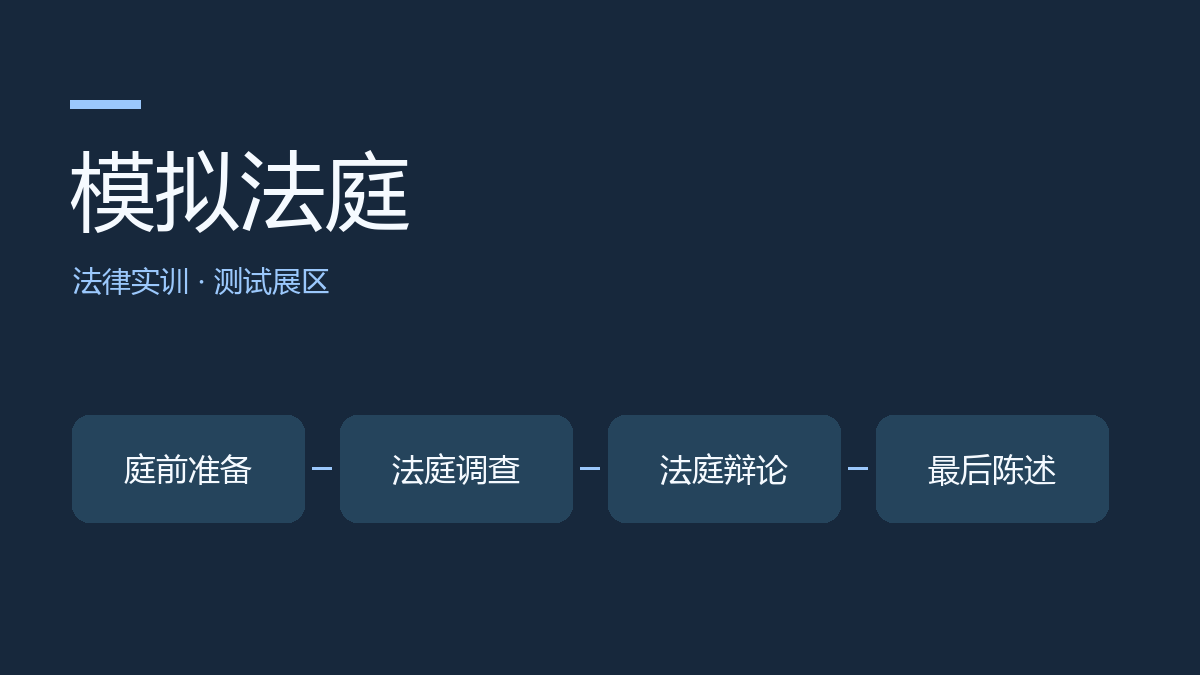 模拟法庭
法律实训 · 测试展区
庭前准备
法庭调查
法庭辩论
最后陈述